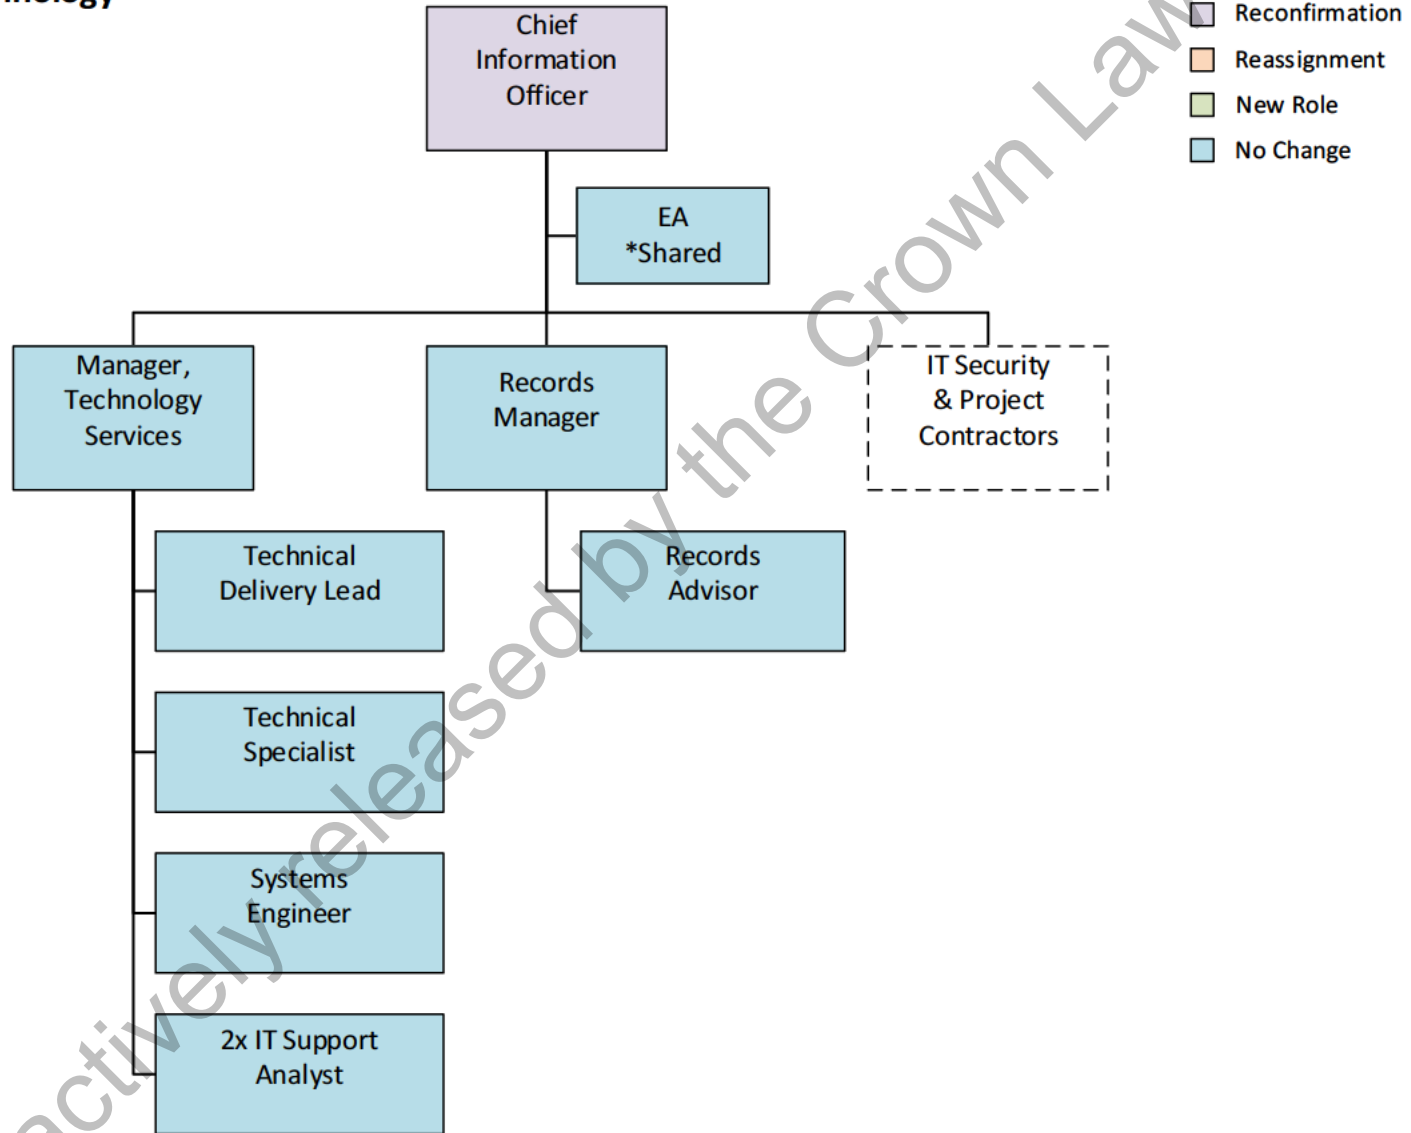 Chief
Information
Officer
Reconfirmation
Reassignment
New Role
No Change
EA
*Shared
Manager,
Technology
Services
Records
Manager
IT Security
& Project
Contractors
Technical
Delivery Lead
Records
Advisor
Technical
Specialist
Systems
Engineer
2x IT Support
Analyst
released by the Crown Law